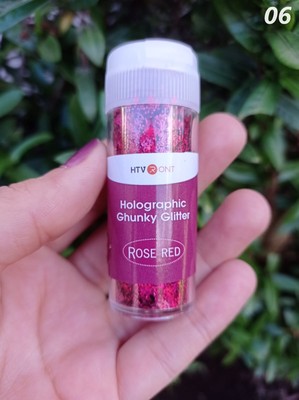 06
HTVRONT
Holographic
Ghunky Glitter
ROSE RED